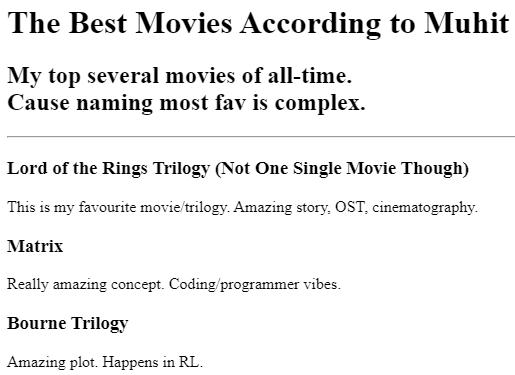 The Best Movies According to Muhit
My top several movies of all-time.
Cause naming most fav is complex.
Lord of the Rings Trilogy (Not One Single Movie Though)
This is my favourite movie/trilogy. Amazing story, OST, cinematography.
Matrix
Really amazing concept. Coding/programmer vibes.
Bourne Trilogy
Amazing plot. Happens in RL.